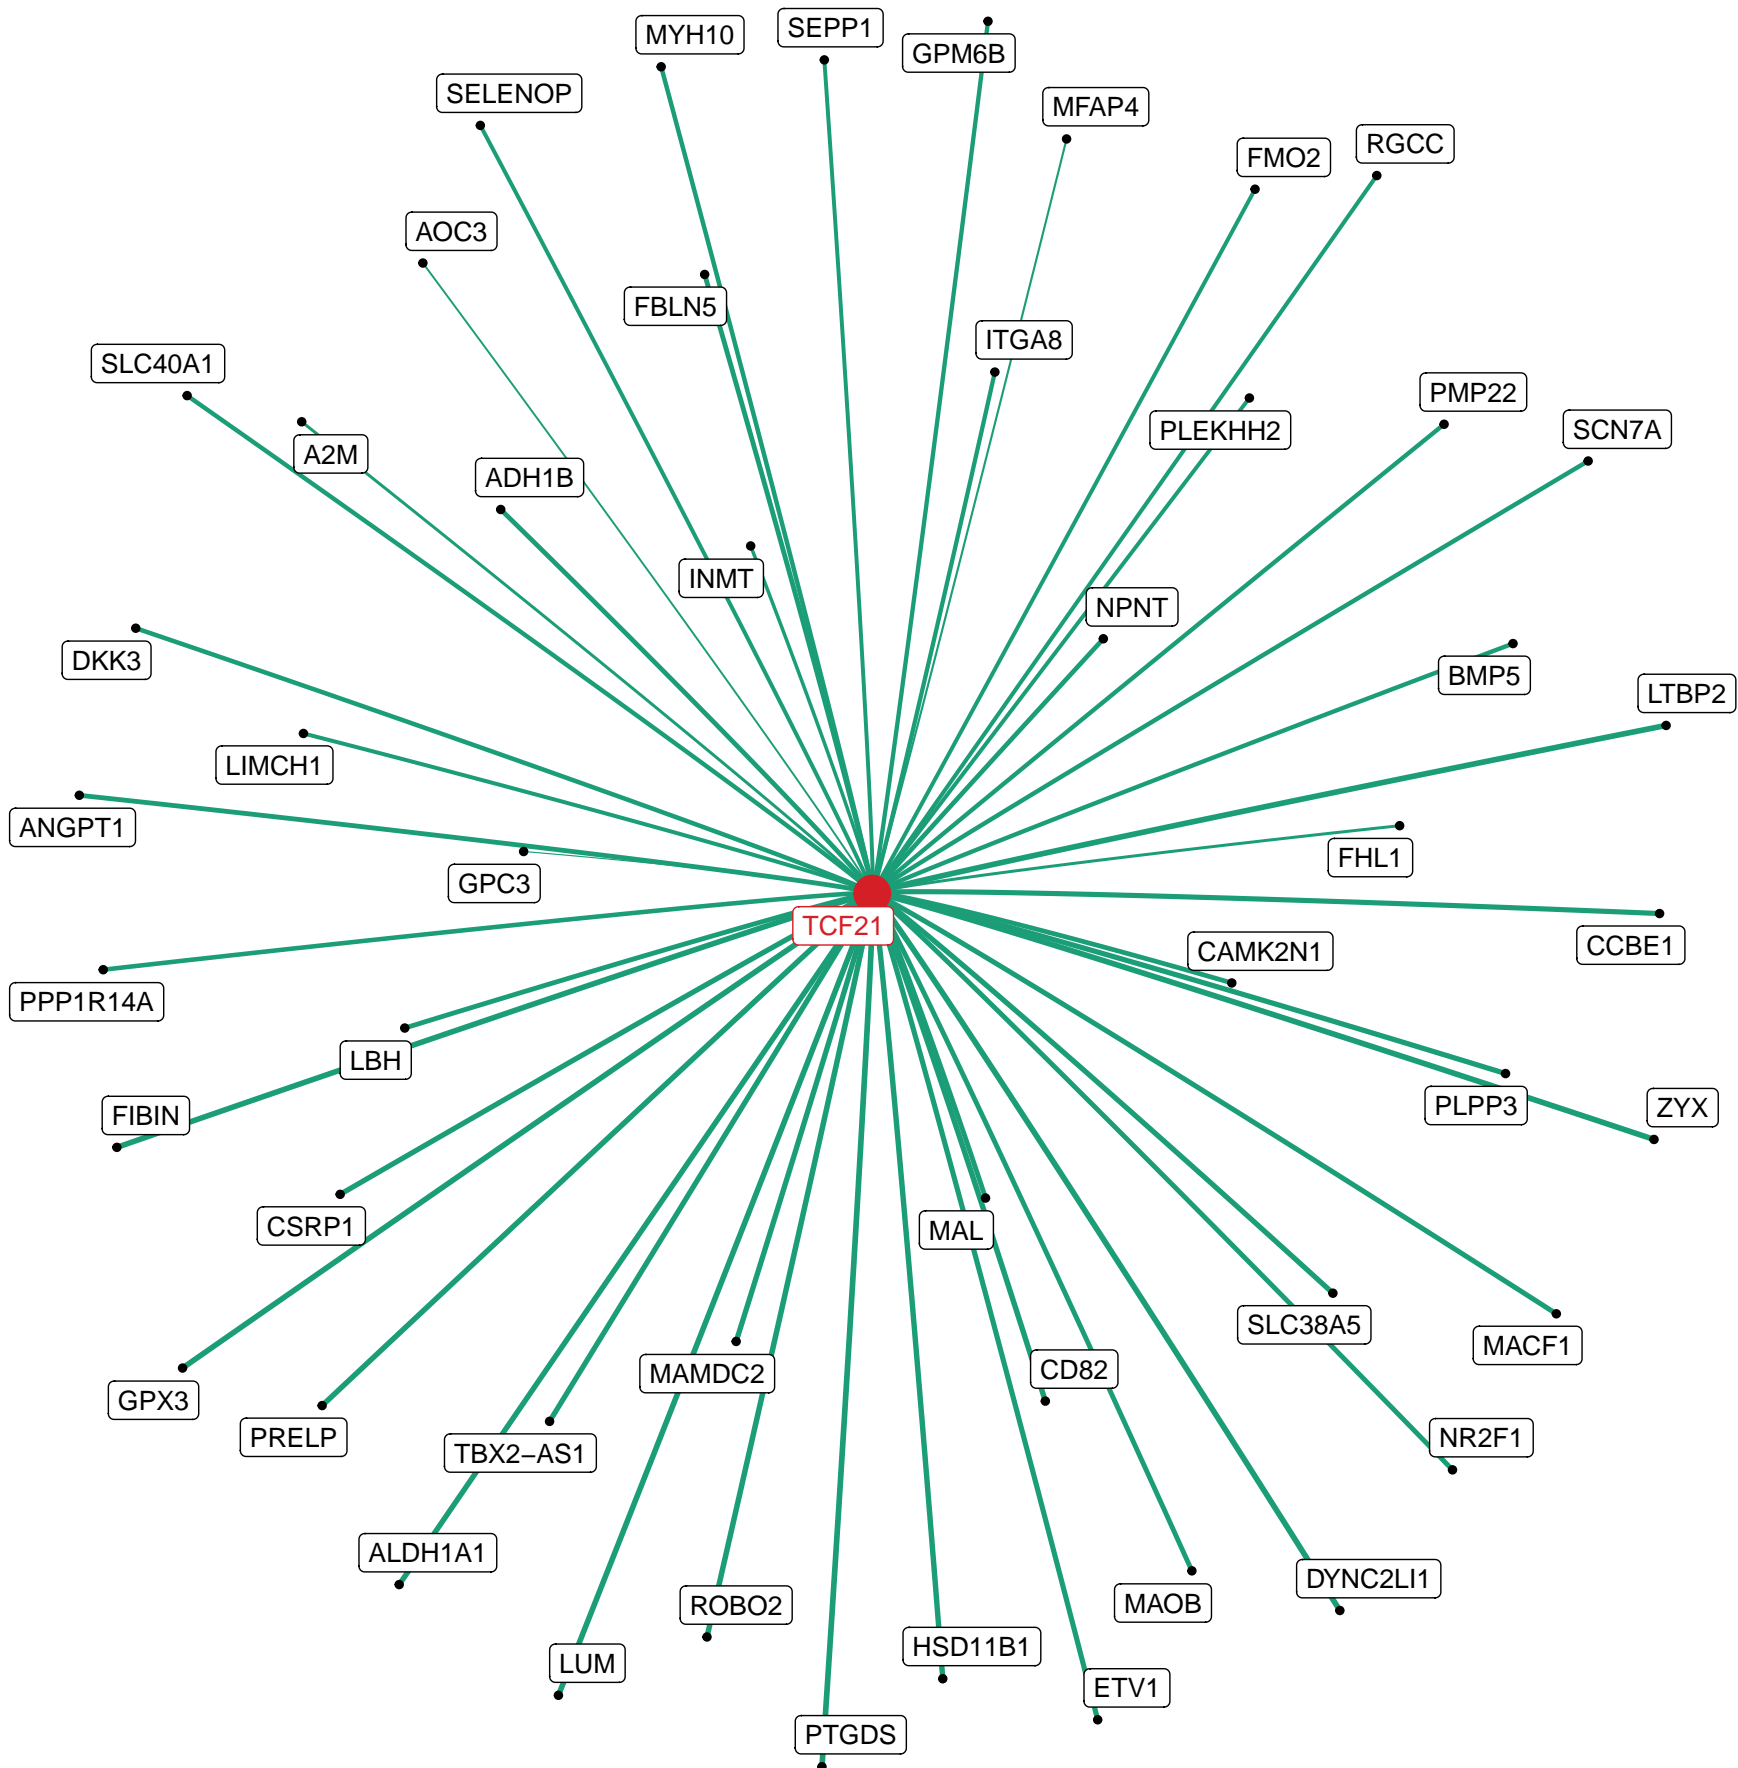 SEPP1
MYH10
GPM6B
SELENOP
MFAP4
RGCC
FMO2
AOC3
FBLN5
ITGA8
SLC40A1
PMP22
PLEKHH2
SCN7A
A2M
ADH1B
INMT
NPNT
DKK3
BMP5
LTBP2
LIMCH1
ANGPT1
FHL1
GPC3
TCF21
CCBE1
CAMK2N1
PPP1R14A
LBH
PLPP3
ZYX
FIBIN
CSRP1
MAL
SLC38A5
MACF1
CD82
MAMDC2
GPX3
PRELP
NR2F1
TBX2−AS1
ALDH1A1
DYNC2LI1
MAOB
ROBO2
HSD11B1
LUM
ETV1
PTGDS